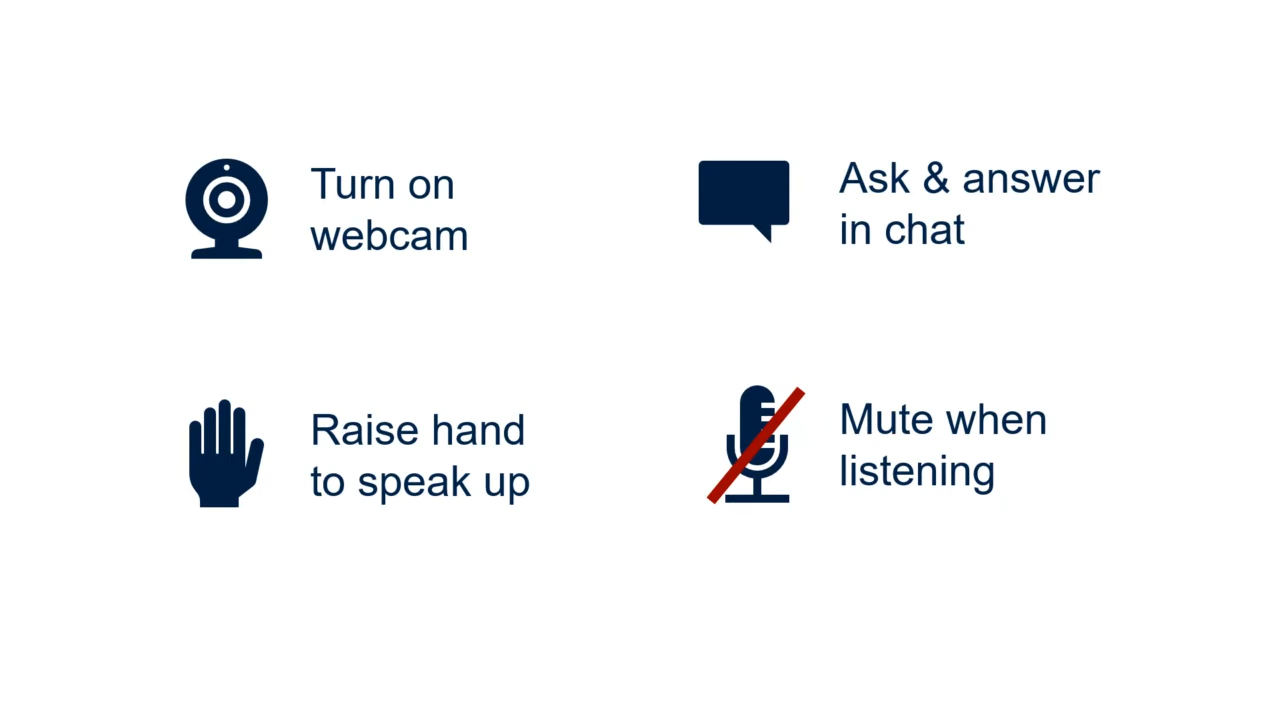 Turn on
webcam
Ask & answer
in chat
Raise hand
to speak up
Mute when
listening